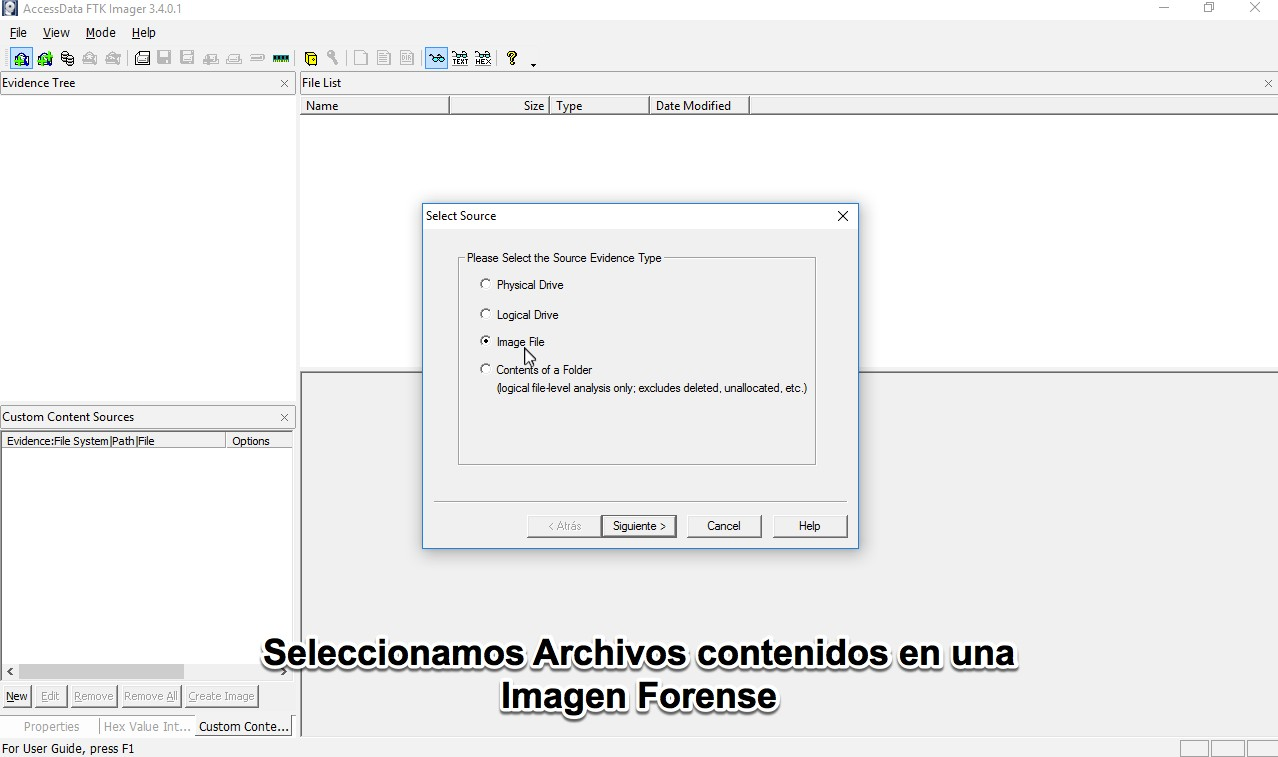 AccessData FTK Imager 3.4.0.1
File View Mode Help
TEXT HEX
Evidence Tree
File List
Name Size Type Date Modified
Select Source
Please Select the Source Evidence Type
Physical Drive
Logical Drive
Image File
Contents of a Folder
(logical file-level analysis only; excludes deleted, unallocated, etc.)
< Atrás Siguiente > Cancel Help
Custom Content Sources
Evidence:File System|Path|File Options
New Edit Remove Remove All Create Image
Properties Hex Value Int... Custom Conte...
For User Guide, press F1
Seleccionamos Archivos contenidos en una
Imagen Forense